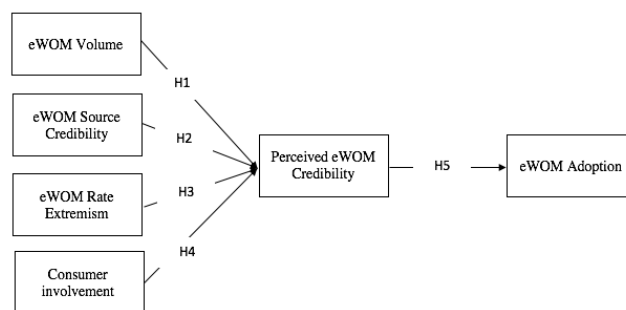 eWOM Volume
H1
eWOM Source
Credibility
H2
eWOM Rate
Extremism
H3
Consumer
involvement
H4
Perceived eWOM
Credibility
H5
eWOM Adoption